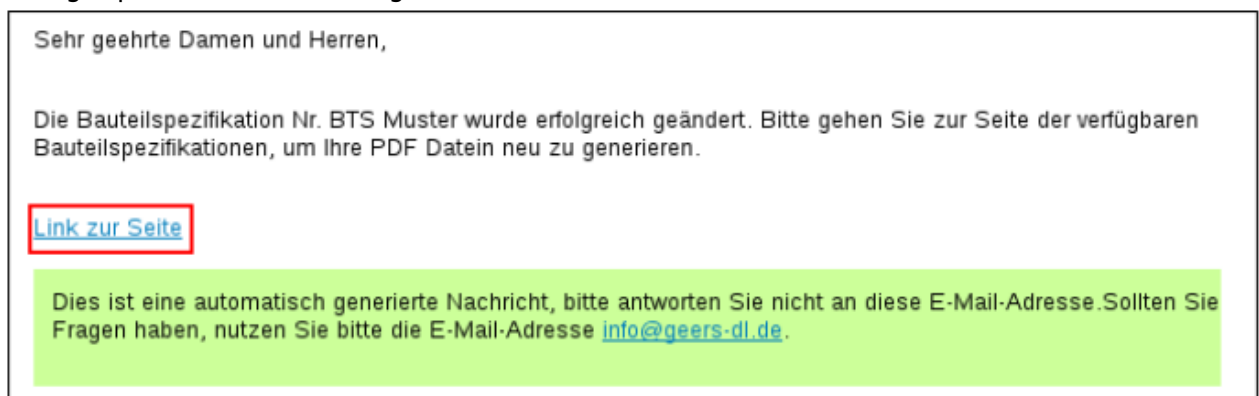 Sehr geehrte Damen und Herren,
Die Bauteilspezifikation Nr. BTS Muster wurde erfolgreich geändert. Bitte gehen Sie zur Seite der verfügbaren
Bauteilspezifikationen, um Ihre PDF Datein neu zu generieren.
Link zur Seite
Dies ist eine automatisch generierte Nachricht, bitte antworten Sie nicht an diese E-Mail-Adresse.Sollten Sie
Fragen haben, nutzen Sie bitte die E-Mail-Adresse info@geers-dl.de.